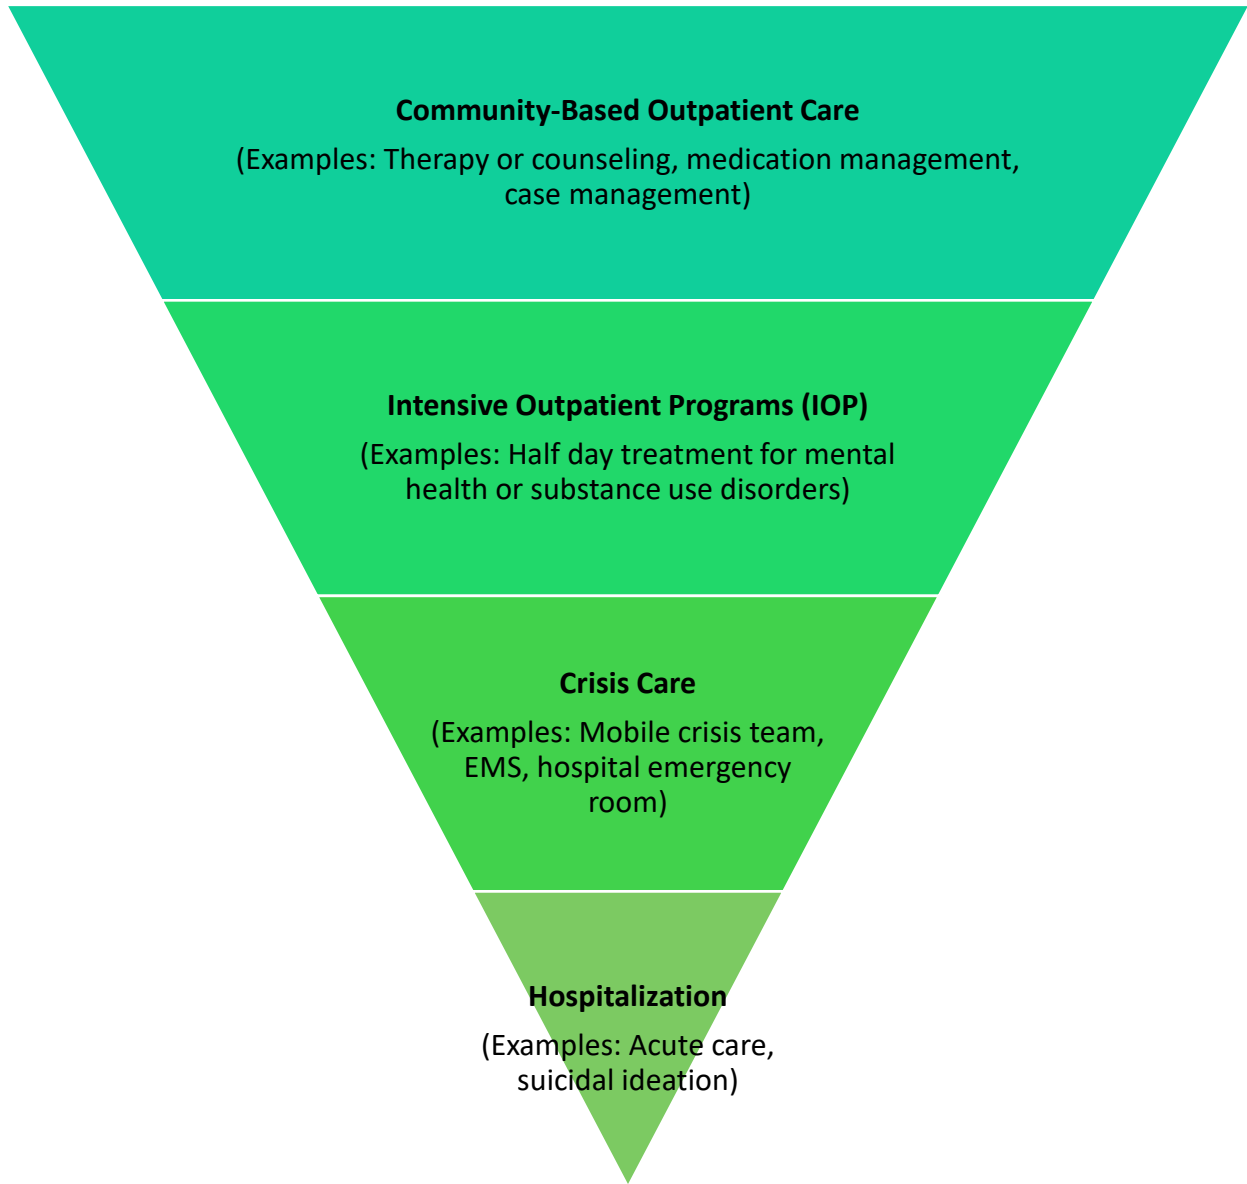 Community-Based Outpatient Care
(Examples: Therapy or counseling, medication management,
case management)
Intensive Outpatient Programs (IOP)
(Examples: Half day treatment for mental
health or substance use disorders)
Crisis Care
(Examples: Mobile crisis team,
EMS, hospital emergency
room)
Hospitalization
(Examples: Acute care,
suicidal ideation)